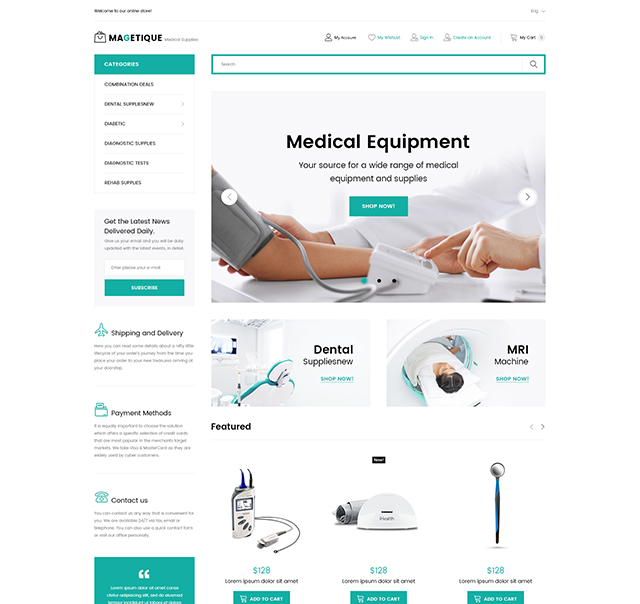 Welcome to our online store!
Eng
MAGETIQUE Medical Supplies
My Account
My Wishlist
Sign In
Create an Account
My Cart 0
CATEGORIES
Search
COMBINATION DEALS
DENTAL SUPPLIESNEW
DIABETIC
DIAGNOSTIC SUPPLIES
DIAGNOSTIC TESTS
REHAB SUPPLIES
Medical Equipment
Your source for a wide range of medical
equipment and supplies
SHOP NOW!
Get the Latest News
Delivered Daily.
Give us your email and you will be daily
updated with the latest events, in detail.
Enter please your e-mail
SUBSCRIBE
Shipping and Delivery
Here you can read some details about a nifty little
lifecycle of your order's journey from the time you
place your order to your new treasures arriving at
your doorstep.
Dental
Suppliesnew
SHOP NOW!
MRI
Machine
SHOP NOW!
Payment Methods
It is equally important to choose the solution
which offers a specific selection of credit cards
that are most popular in the merchants target
markets. We take Visa & MasterCard as they are
widely used by cyber customers.
Contact us
You can contact us any way that is convenient for
you. We are available 24/7 via fax, email or
telephone. You can also use a quick contact form
or visit our office personally.
“
Lorem ipsum dolor sit amet conse
ctetur adipisicing elit, sed do
eiusmod tempor incididunt ut labore
Featured
New!
iHealth
$128
Lorem ipsum dolor sit amet
ADD TO CART
$128
Lorem ipsum dolor sit amet
ADD TO CART
$128
Lorem ipsum dolor sit amet
ADD TO CART